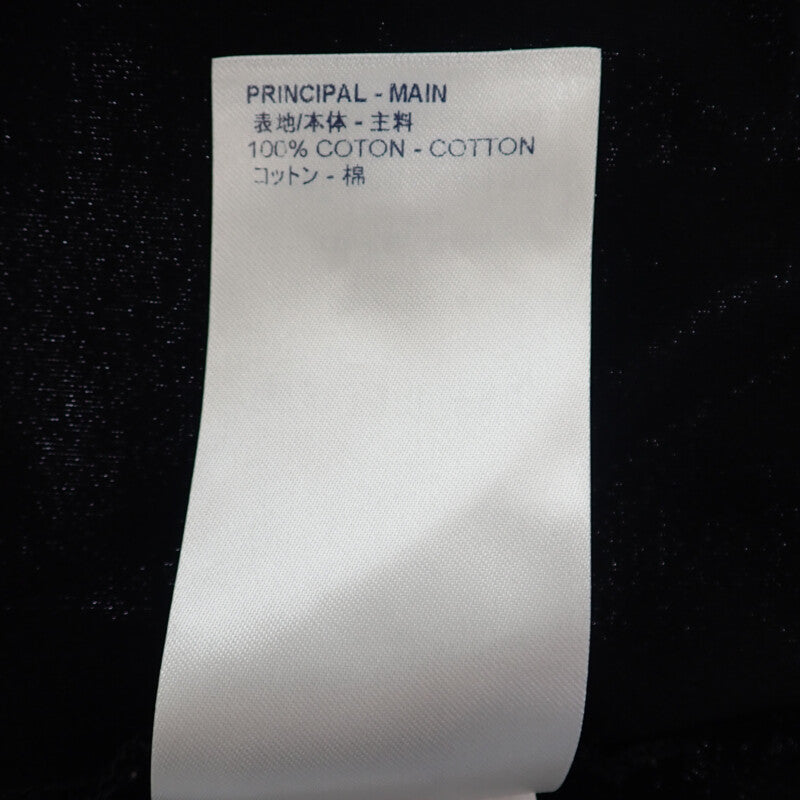 PRINCIPAL - MAIN
表地/本体 - 主料
100% COTON - COTTON
コットン - 棉